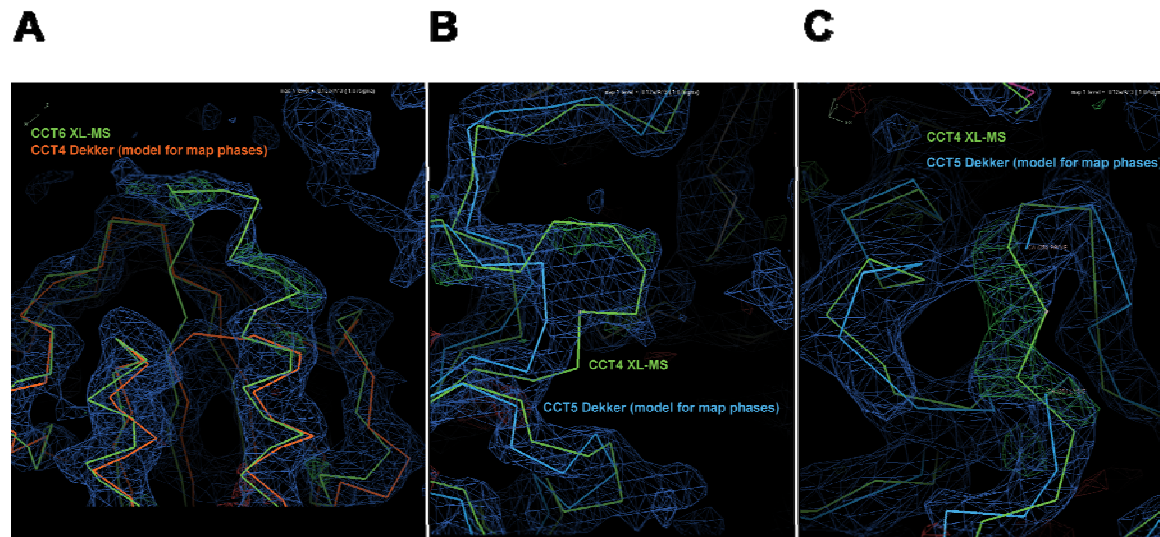 A
B
C
CCT6 XL-MS
CCT4 Dekker (model for map phases)
CCT4 XL-MS
CCT5 Dekker (model for map phases)
CCT4 XL-MS
CCT5 Dekker (model for map phases)